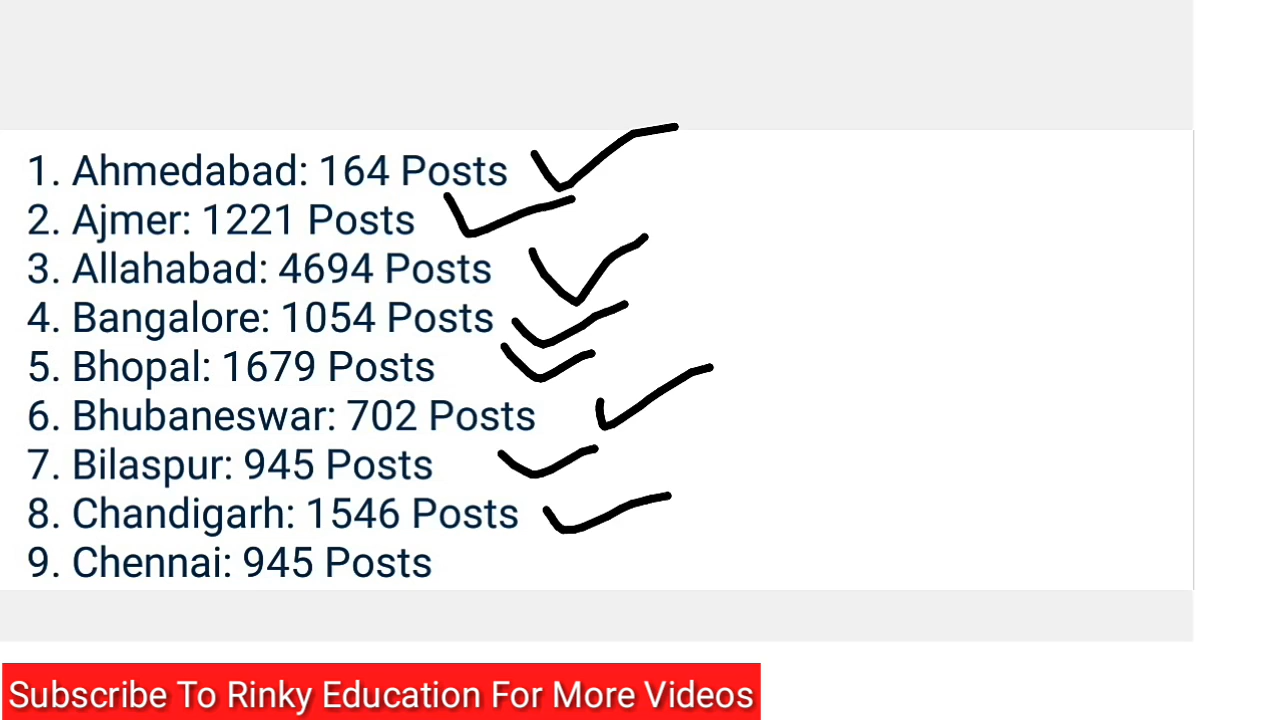 1. Ahmedabad: 164 Posts
2. Ajmer: 1221 Posts
3. Allahabad: 4694 Posts
4. Bangalore: 1054 Posts
5. Bhopal: 1679 Posts
6. Bhubaneswar: 702 Posts
7. Bilaspur: 945 Posts
8. Chandigarh: 1546 Posts
9. Chennai: 945 Posts
Subscribe To Rinky Education For More Videos